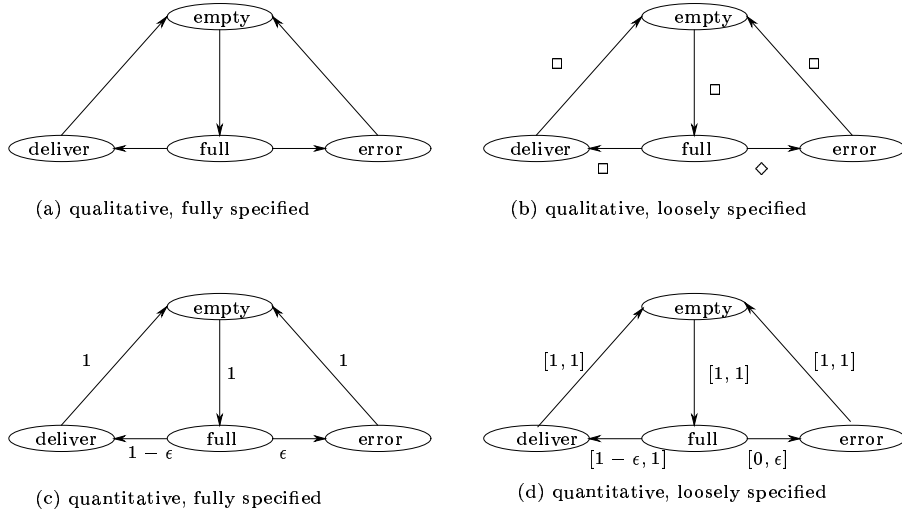 empty
deliver
full
error
(a) qualitative, fully specified
empty
□
□
□
deliver
full
error
□
◇
(b) qualitative, loosely specified
empty
1
1
1
deliver
full
error
1 − ϵ
ϵ
(c) quantitative, fully specified
empty
[1, 1]
[1, 1]
[1, 1]
deliver
full
error
[1 − ϵ, 1]
[0, ϵ]
(d) quantitative, loosely specified